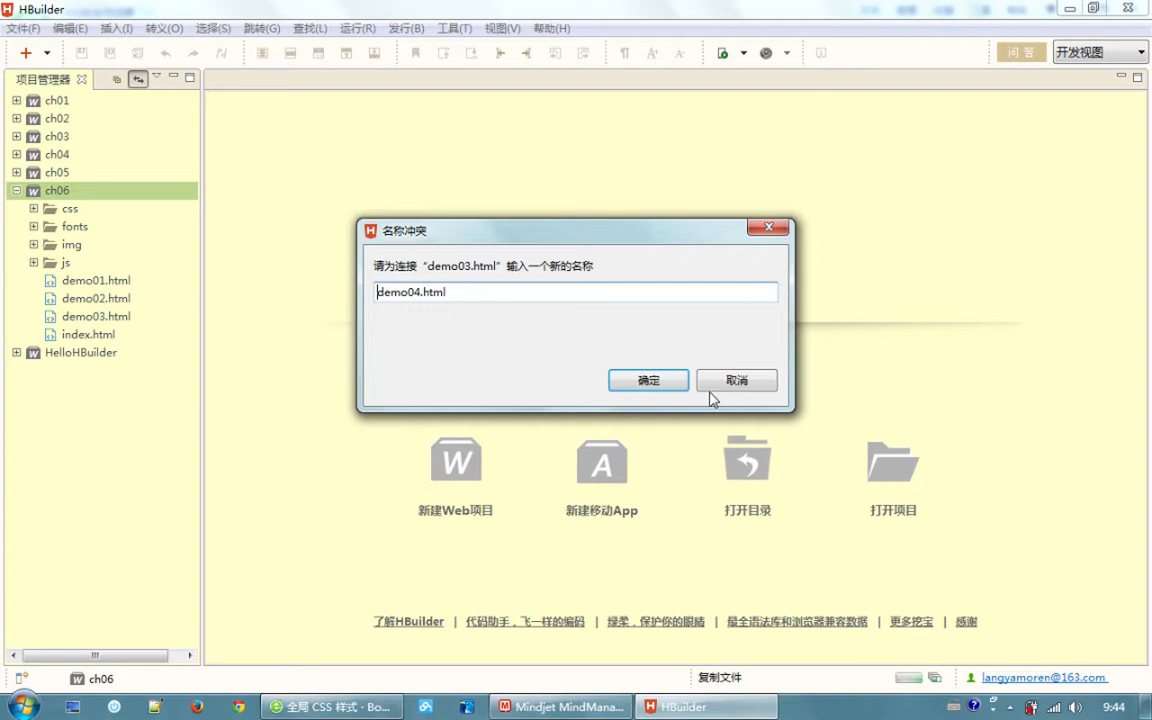 HBuilder
文件(F) 编辑(E) 插入(I) 转义(O) 选择(S) 跳转(G) 查找(L) 运行(R) 发行(B) 工具(T) 视图(V) 帮助(H)
问答 开发视图
项目管理器
ch01
ch02
ch03
ch04
ch05
ch06
css
fonts
img
js
demo01.html
demo02.html
demo03.html
index.html
HelloHBuilder
名称冲突
请为连接“demo03.html”输入一个新的名称
demo04.html
确定 取消
新建Web项目 新建移动App 打开目录 打开项目
了解HBuilder | 代码助手，飞一样的编码 | 绿柔，保护你的眼睛 | 最全语法库和浏览器兼容数据 | 更多挖宝 | 感谢
ch06 复制文件 langyamoren@163.com
全局 CSS 样式 · Bo... Mindjet MindMana... HBuilder 9:44